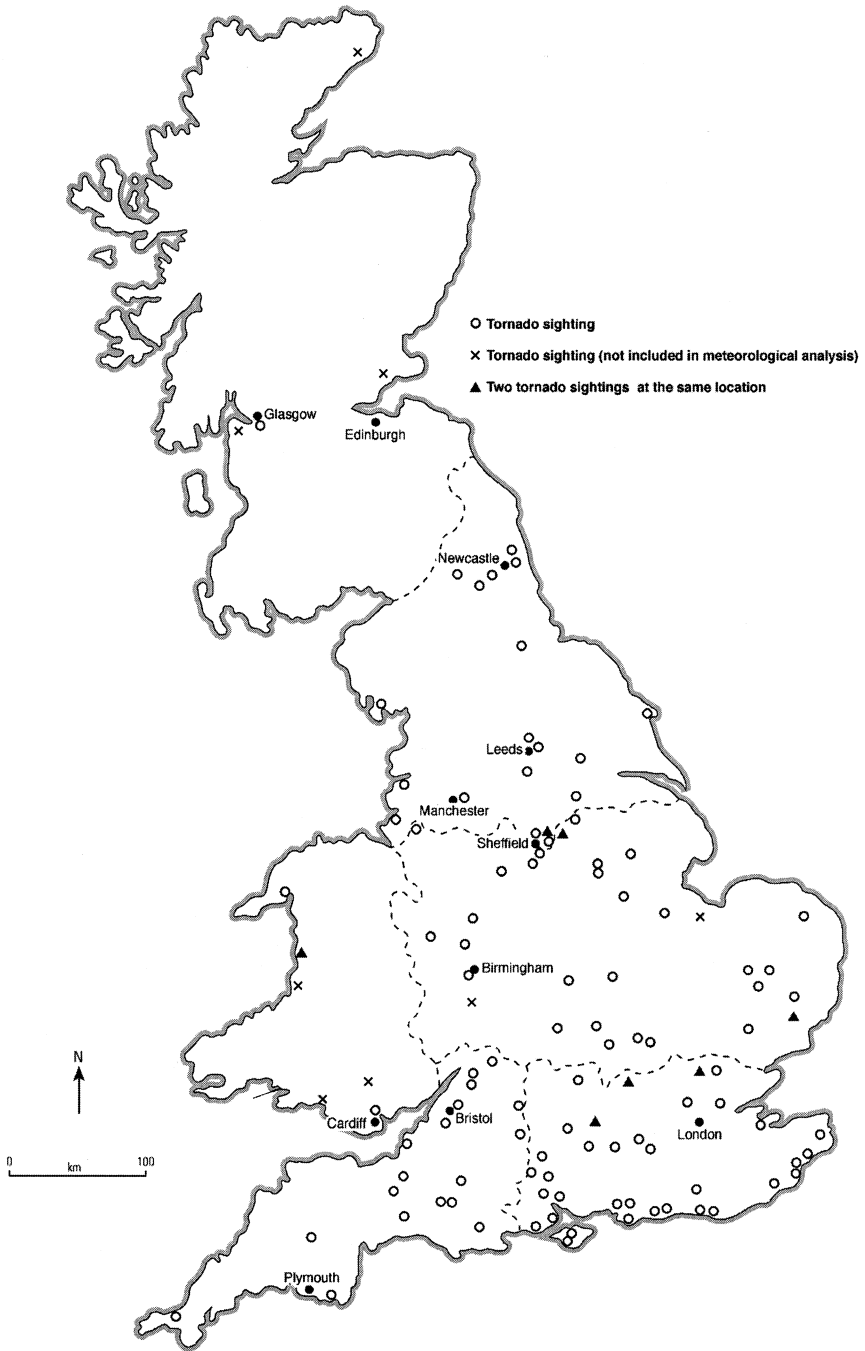 O Tornado sighting
× Tornado sighting (not included in meteorological analysis)
▲ Two tornado sightings at the same location
Glasgow
Edinburgh
Newcastle
Leeds
Manchester
Sheffield
Birmingham
N
Cardiff
Bristol
London
0 km 100
Plymouth